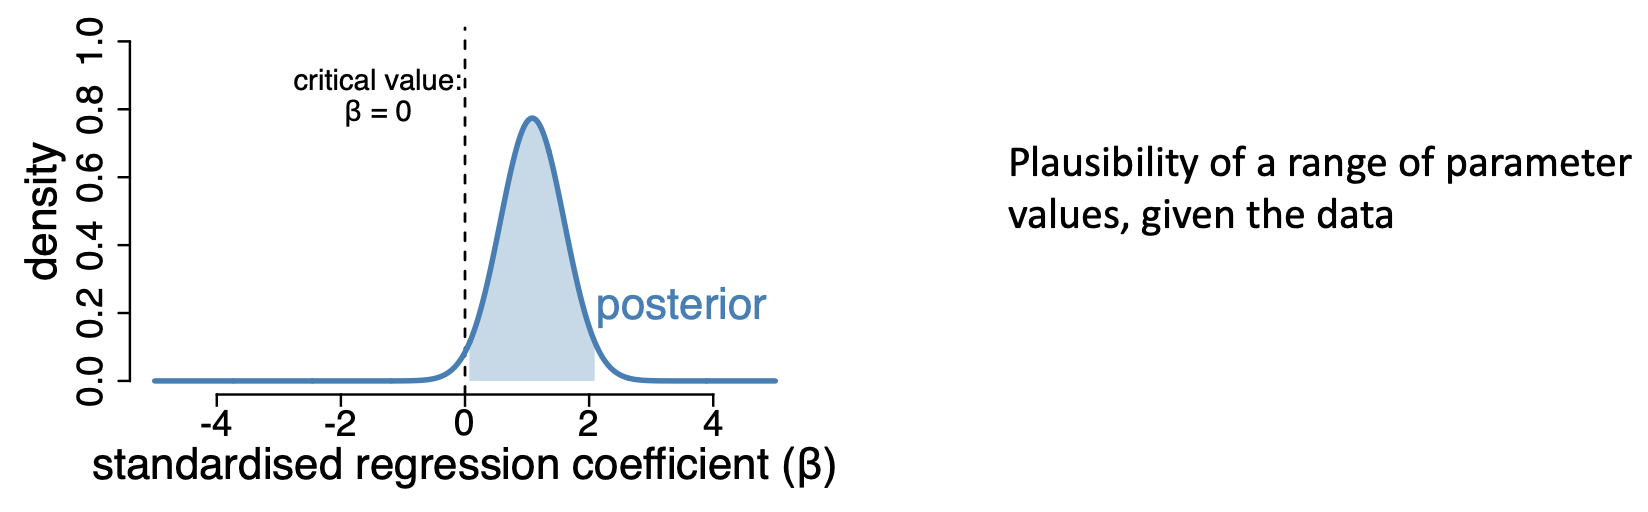 1.0
0.8
0.6
0.4
0.2
0.0
density
critical value:
β = 0
posterior
-4 -2 0 2 4
standardised regression coefficient (β)
Plausibility of a range of parameter
values, given the data